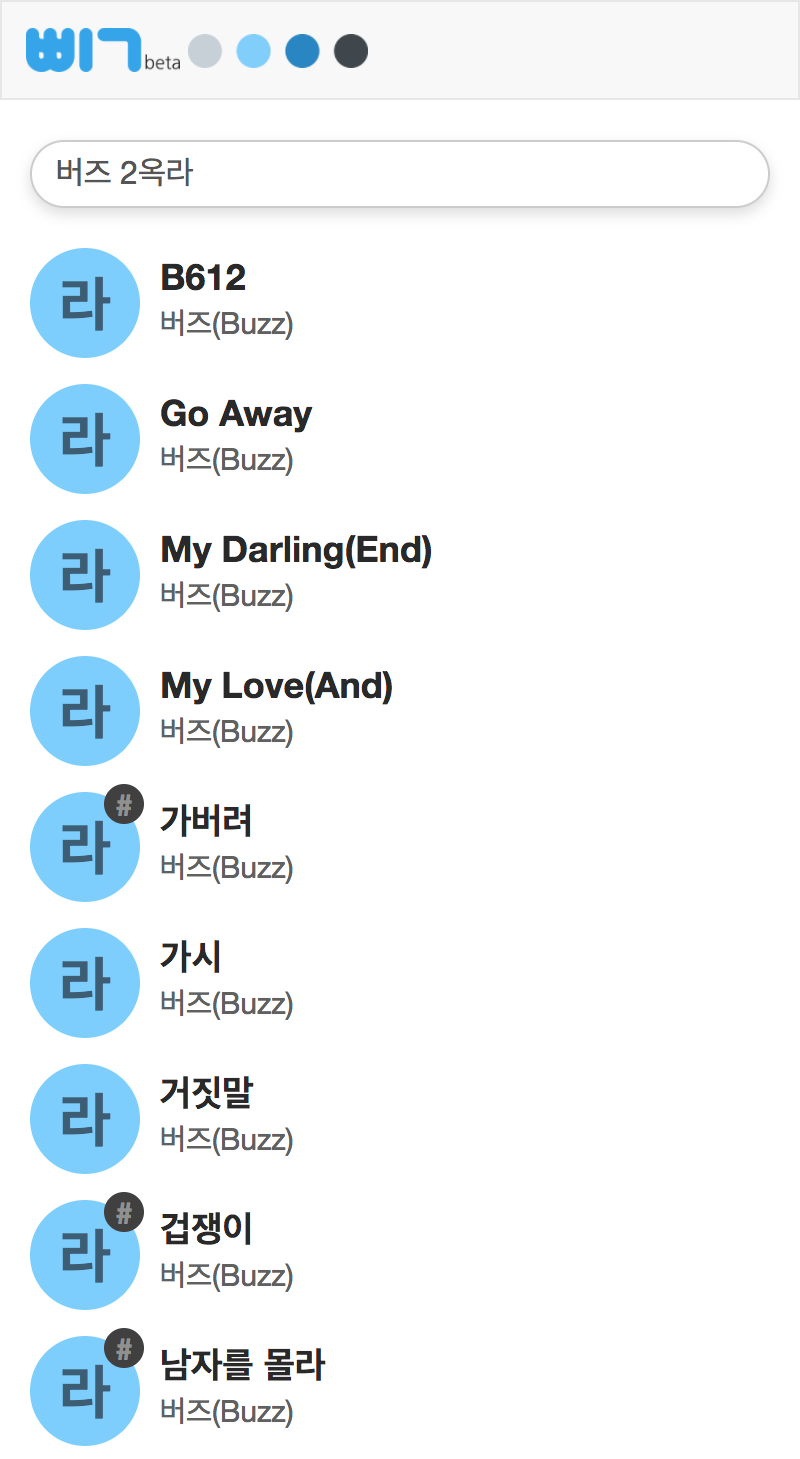 삑 beta
버즈 2옥라
라
B612
버즈(Buzz)
라
Go Away
버즈(Buzz)
라
My Darling(End)
버즈(Buzz)
라
My Love(And)
버즈(Buzz)
라 #
가버려
버즈(Buzz)
라
가시
버즈(Buzz)
라
거짓말
버즈(Buzz)
라 #
겁쟁이
버즈(Buzz)
라 #
남자를 몰라
버즈(Buzz)